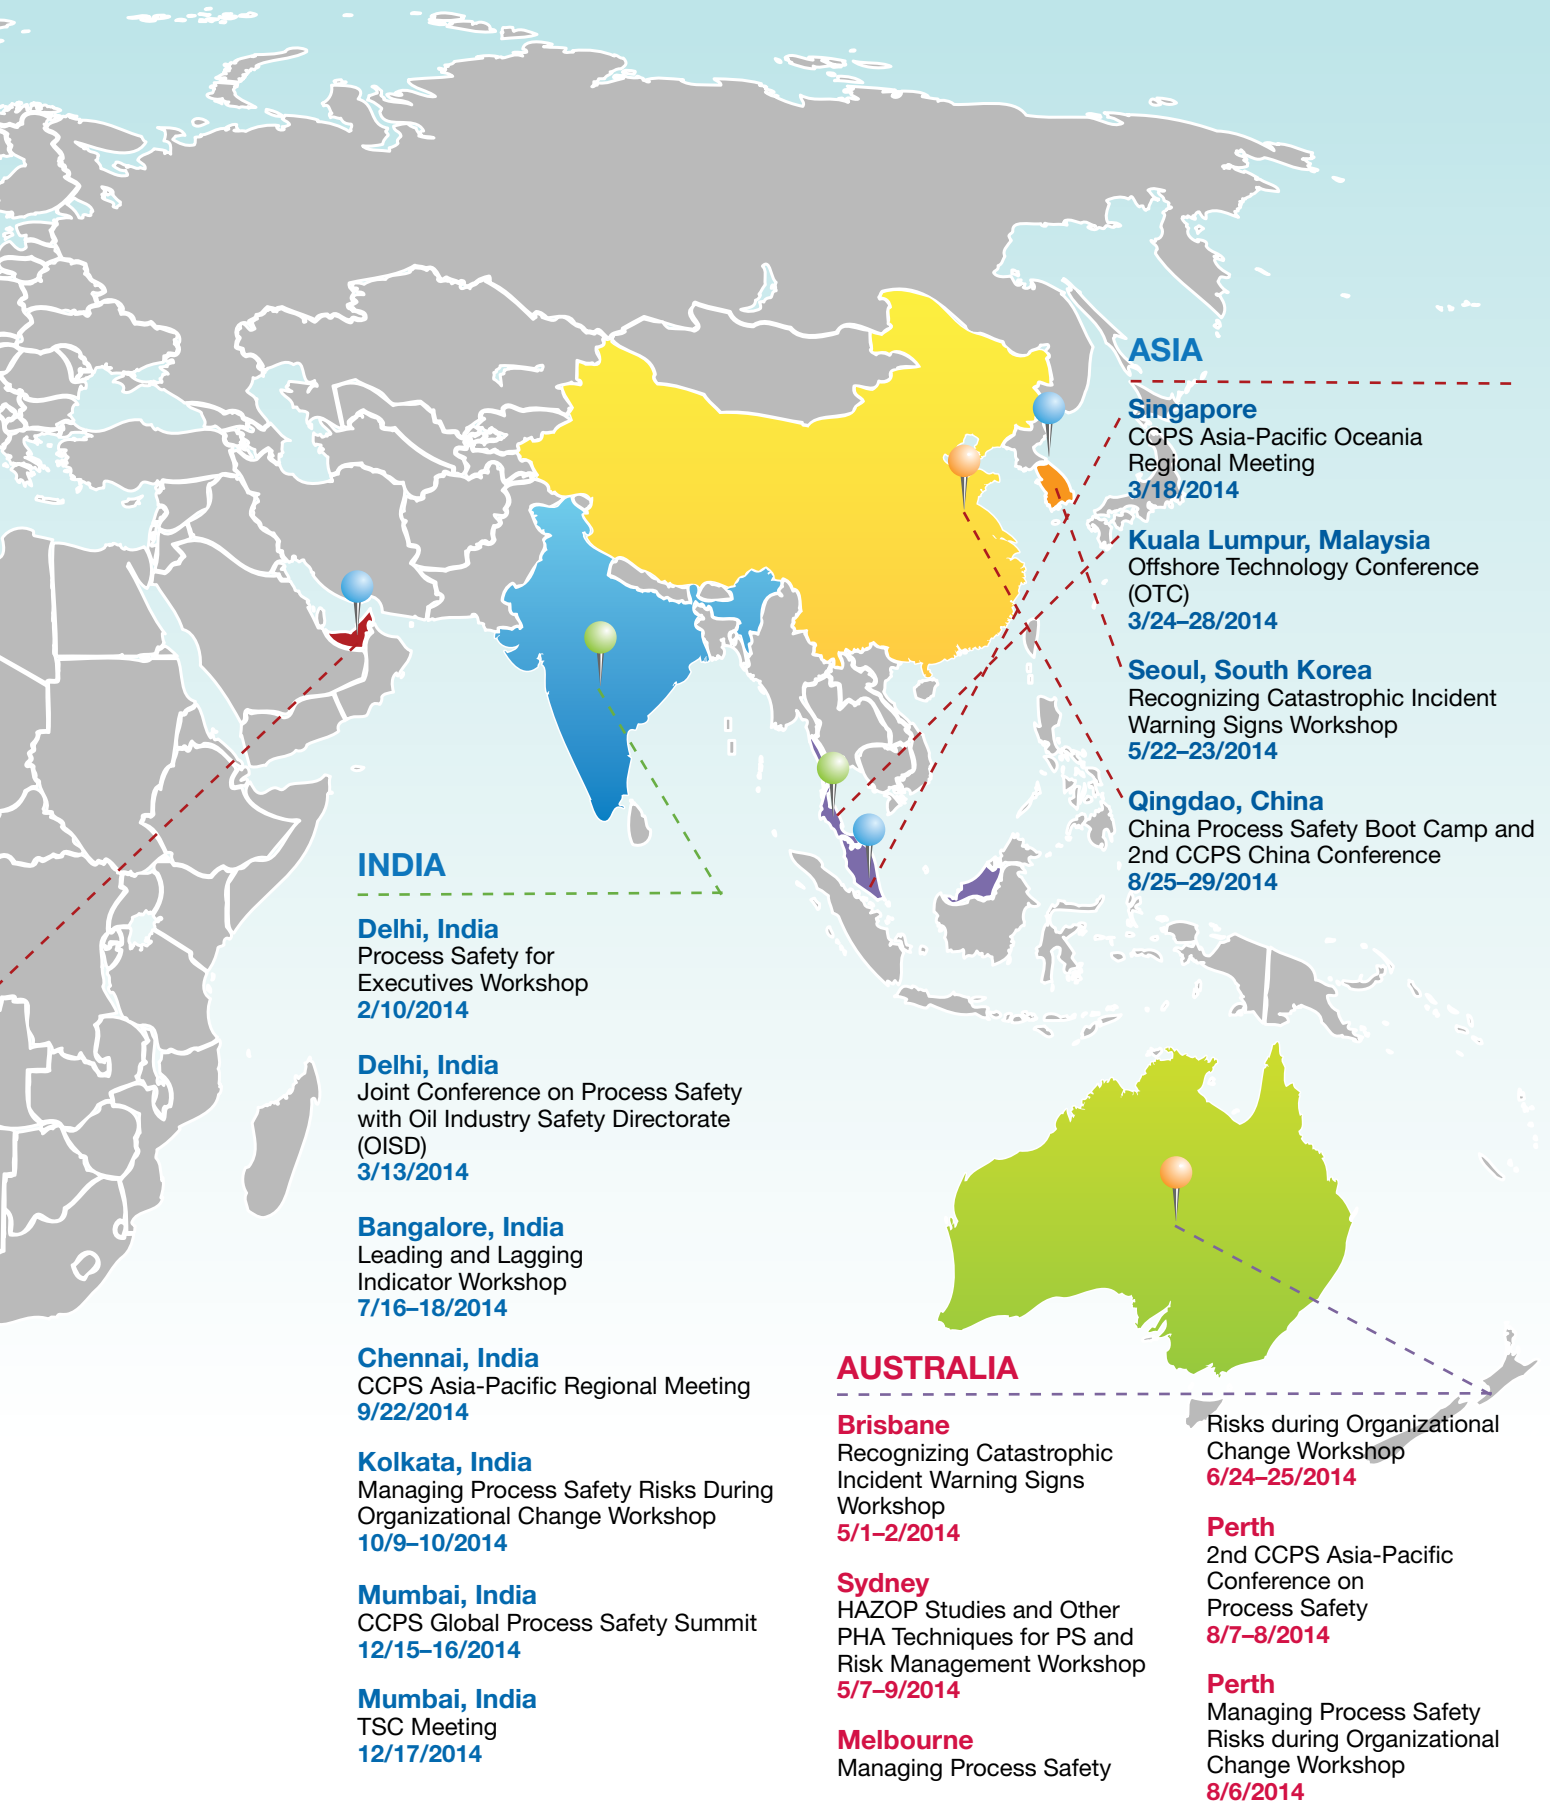 ASIA
Singapore
CCPS Asia-Pacific Oceania
Regional Meeting
3/18/2014
Kuala Lumpur, Malaysia
Offshore Technology Conference
(OTC)
3/24–28/2014
Seoul, South Korea
Recognizing Catastrophic Incident
Warning Signs Workshop
5/22–23/2014
Qingdao, China
China Process Safety Boot Camp and
2nd CCPS China Conference
8/25–29/2014
INDIA
Delhi, India
Process Safety for
Executives Workshop
2/10/2014
Delhi, India
Joint Conference on Process Safety
with Oil Industry Safety Directorate
(OISD)
3/13/2014
Bangalore, India
Leading and Lagging
Indicator Workshop
7/16–18/2014
Chennai, India
CCPS Asia-Pacific Regional Meeting
9/22/2014
Kolkata, India
Managing Process Safety Risks During
Organizational Change Workshop
10/9–10/2014
Mumbai, India
CCPS Global Process Safety Summit
12/15–16/2014
Mumbai, India
TSC Meeting
12/17/2014
AUSTRALIA
Brisbane
Recognizing Catastrophic
Incident Warning Signs
Workshop
5/1–2/2014
Sydney
HAZOP Studies and Other
PHA Techniques for PS and
Risk Management Workshop
5/7–9/2014
Melbourne
Managing Process Safety
Risks during Organizational
Change Workshop
6/24–25/2014
Perth
2nd CCPS Asia-Pacific
Conference on
Process Safety
8/7–8/2014
Perth
Managing Process Safety
Risks during Organizational
Change Workshop
8/6/2014